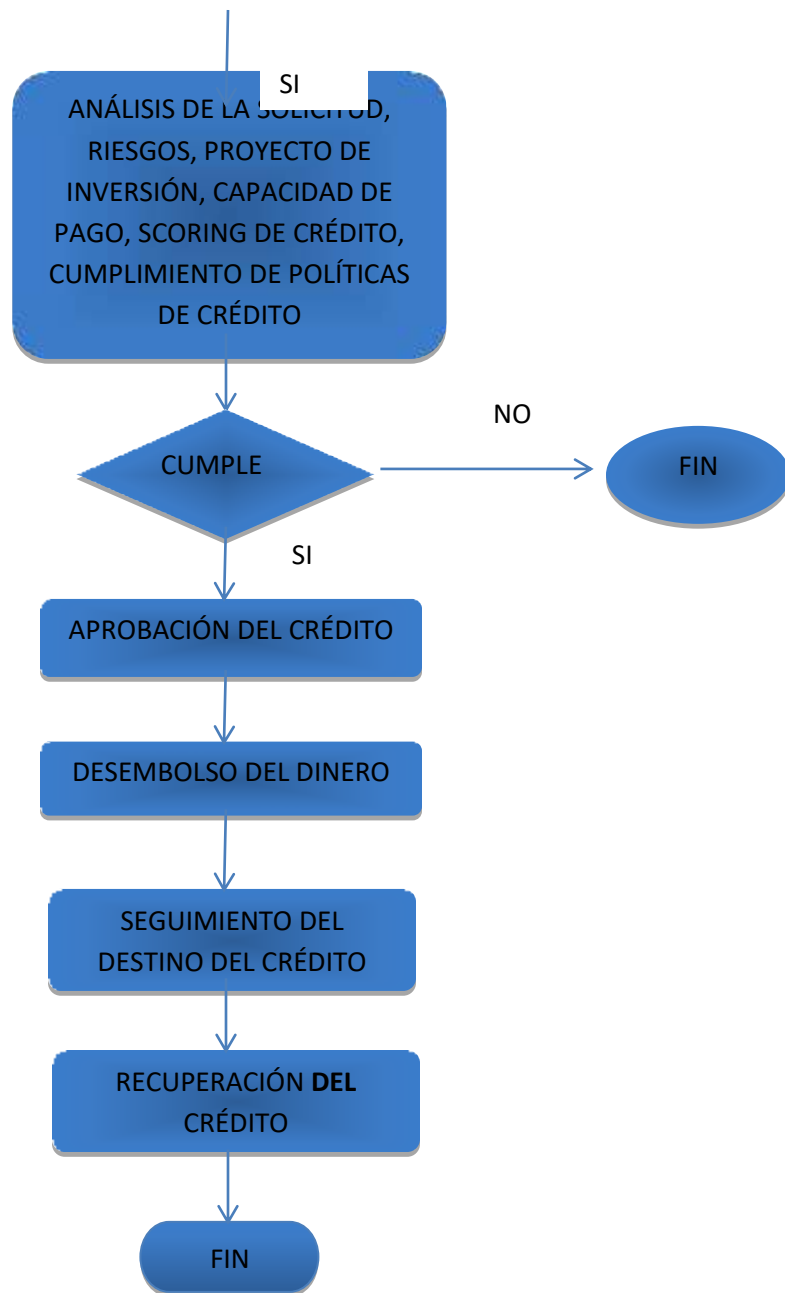 SI
ANÁLISIS DE LA SOLICITUD,
RIESGOS, PROYECTO DE
INVERSIÓN, CAPACIDAD DE
PAGO, SCORING DE CRÉDITO,
CUMPLIMIENTO DE POLÍTICAS
DE CRÉDITO
NO
CUMPLE
FIN
SI
APROBACIÓN DEL CRÉDITO
DESEMBOLSO DEL DINERO
SEGUIMIENTO DEL
DESTINO DEL CRÉDITO
RECUPERACIÓN DEL
CRÉDITO
FIN